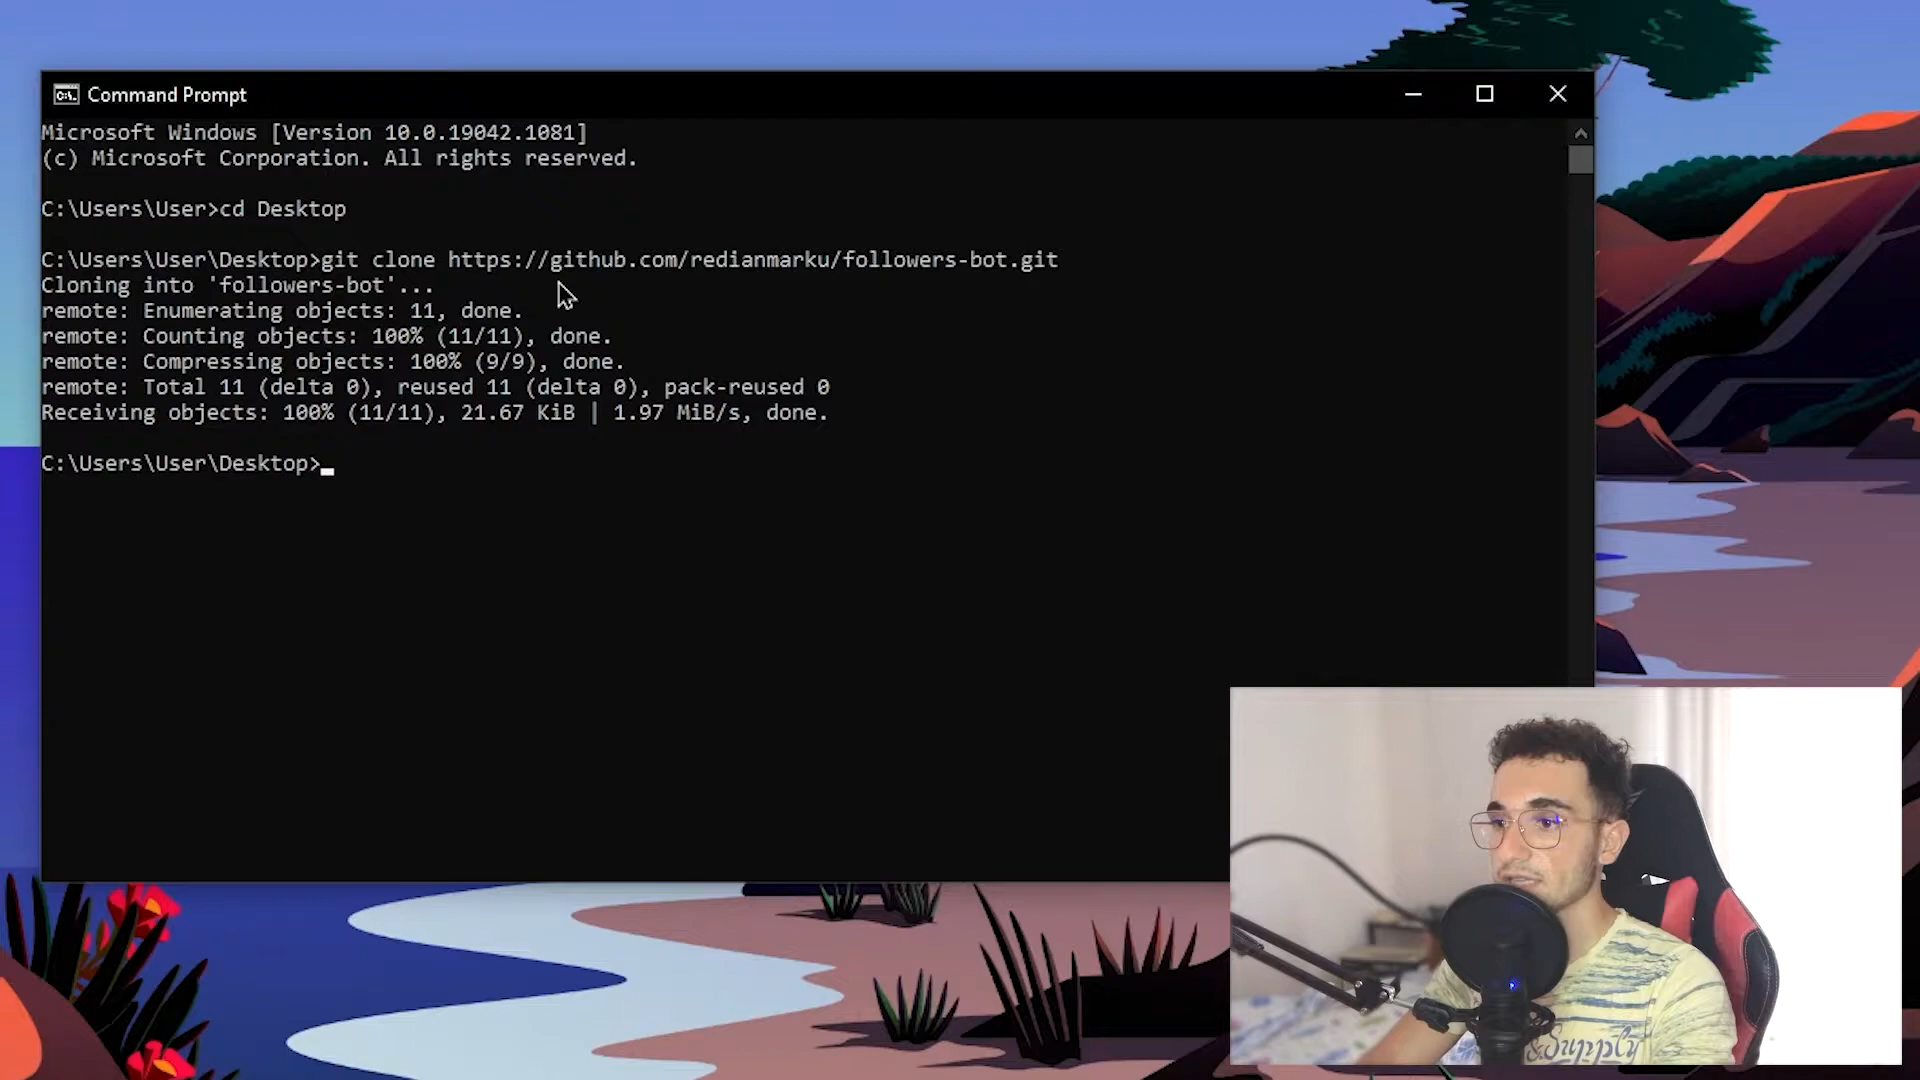 Command Prompt
Microsoft Windows [Version 10.0.19042.1081]
(c) Microsoft Corporation. All rights reserved.
C:\Users\User>cd Desktop
C:\Users\User\Desktop>git clone https://github.com/redianmarku/followers-bot.git
Cloning into 'followers-bot'...
remote: Enumerating objects: 11, done.
remote: Counting objects: 100% (11/11), done.
remote: Compressing objects: 100% (9/9), done.
remote: Total 11 (delta 0), reused 11 (delta 0), pack-reused 0
Receiving objects: 100% (11/11), 21.67 KiB | 1.97 MiB/s, done.
C:\Users\User\Desktop>
&Supply